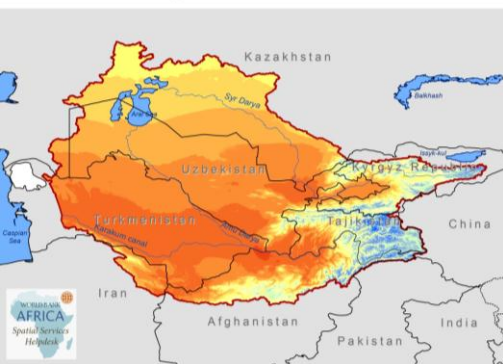 Kazakhstan
Syr Darya
Balkhash
Aral Sea
Issyk-kul
Uzbekistan
Kyrgyz Republic
Turkmenistan
Amu Darya
Tajikistan
China
Karakum canal
Caspian
Sea
Iran
Afghanistan
India
Pakistan
WORLD BANK
AFRICA
Spatial Services
Helpdesk